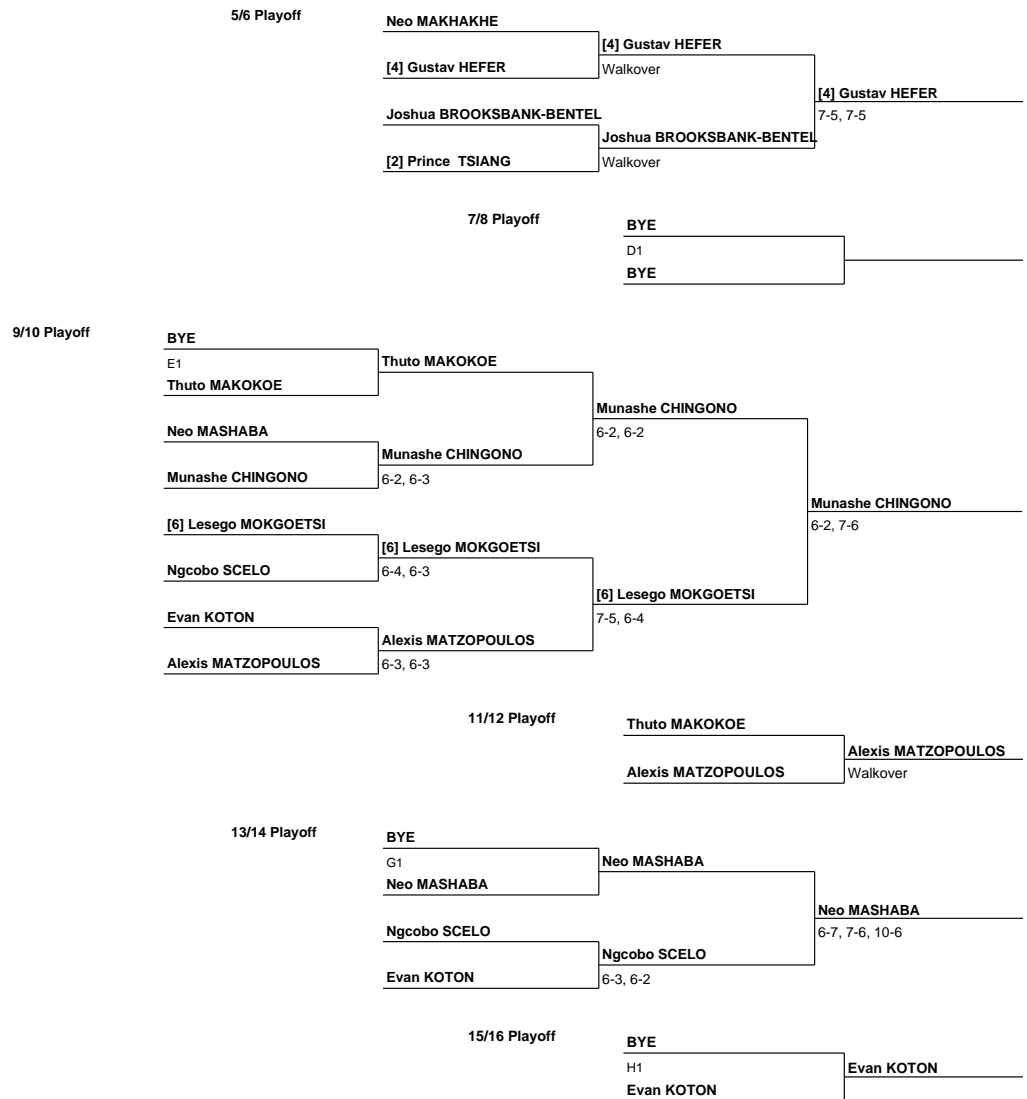 5/6 Playoff
Neo MAKHAKHE
[4] Gustav HEFER
[4] Gustav HEFER
Walkover
[4] Gustav HEFER
7-5, 7-5
Joshua BROOKSBANK-BENTEL
Joshua BROOKSBANK-BENTEL
[2] Prince TSIANG
Walkover
7/8 Playoff
BYE
D1
BYE
9/10 Playoff
BYE
E1
Thuto MAKOKOE
Thuto MAKOKOE
Munashe CHINGONO
6-2, 6-2
Neo MASHABA
Munashe CHINGONO
Munashe CHINGONO
6-2, 6-3
Munashe CHINGONO
6-2, 7-6
[6] Lesego MOKGOETSI
[6] Lesego MOKGOETSI
Ngcobo SCELO
6-4, 6-3
[6] Lesego MOKGOETSI
7-5, 6-4
Evan KOTON
Alexis MATZOPOULOS
Alexis MATZOPOULOS
6-3, 6-3
11/12 Playoff
Thuto MAKOKOE
Alexis MATZOPOULOS
Alexis MATZOPOULOS
Walkover
13/14 Playoff
BYE
G1
Neo MASHABA
Neo MASHABA
Neo MASHABA
6-7, 7-6, 10-6
Ngcobo SCELO
Ngcobo SCELO
Evan KOTON
6-3, 6-2
15/16 Playoff
BYE
H1
Evan KOTON
Evan KOTON